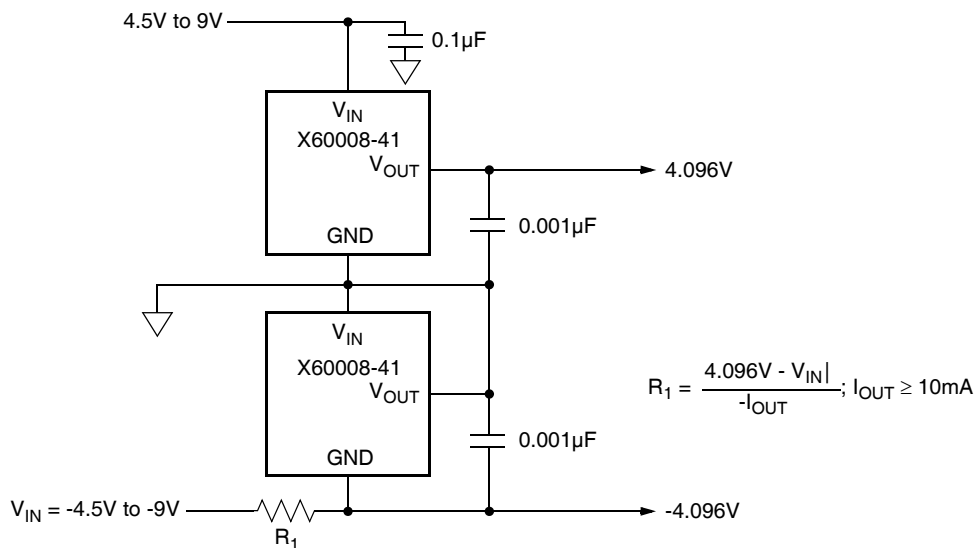 4.5V to 9V
0.1µF
V_IN
X60008-41
V_OUT
4.096V
0.001µF
GND
V_IN
X60008-41
V_OUT
R_1 = 4.096V - V_IN| / -I_OUT; I_OUT ≥ 10mA
0.001µF
GND
V_IN = -4.5V to -9V
R_1
-4.096V